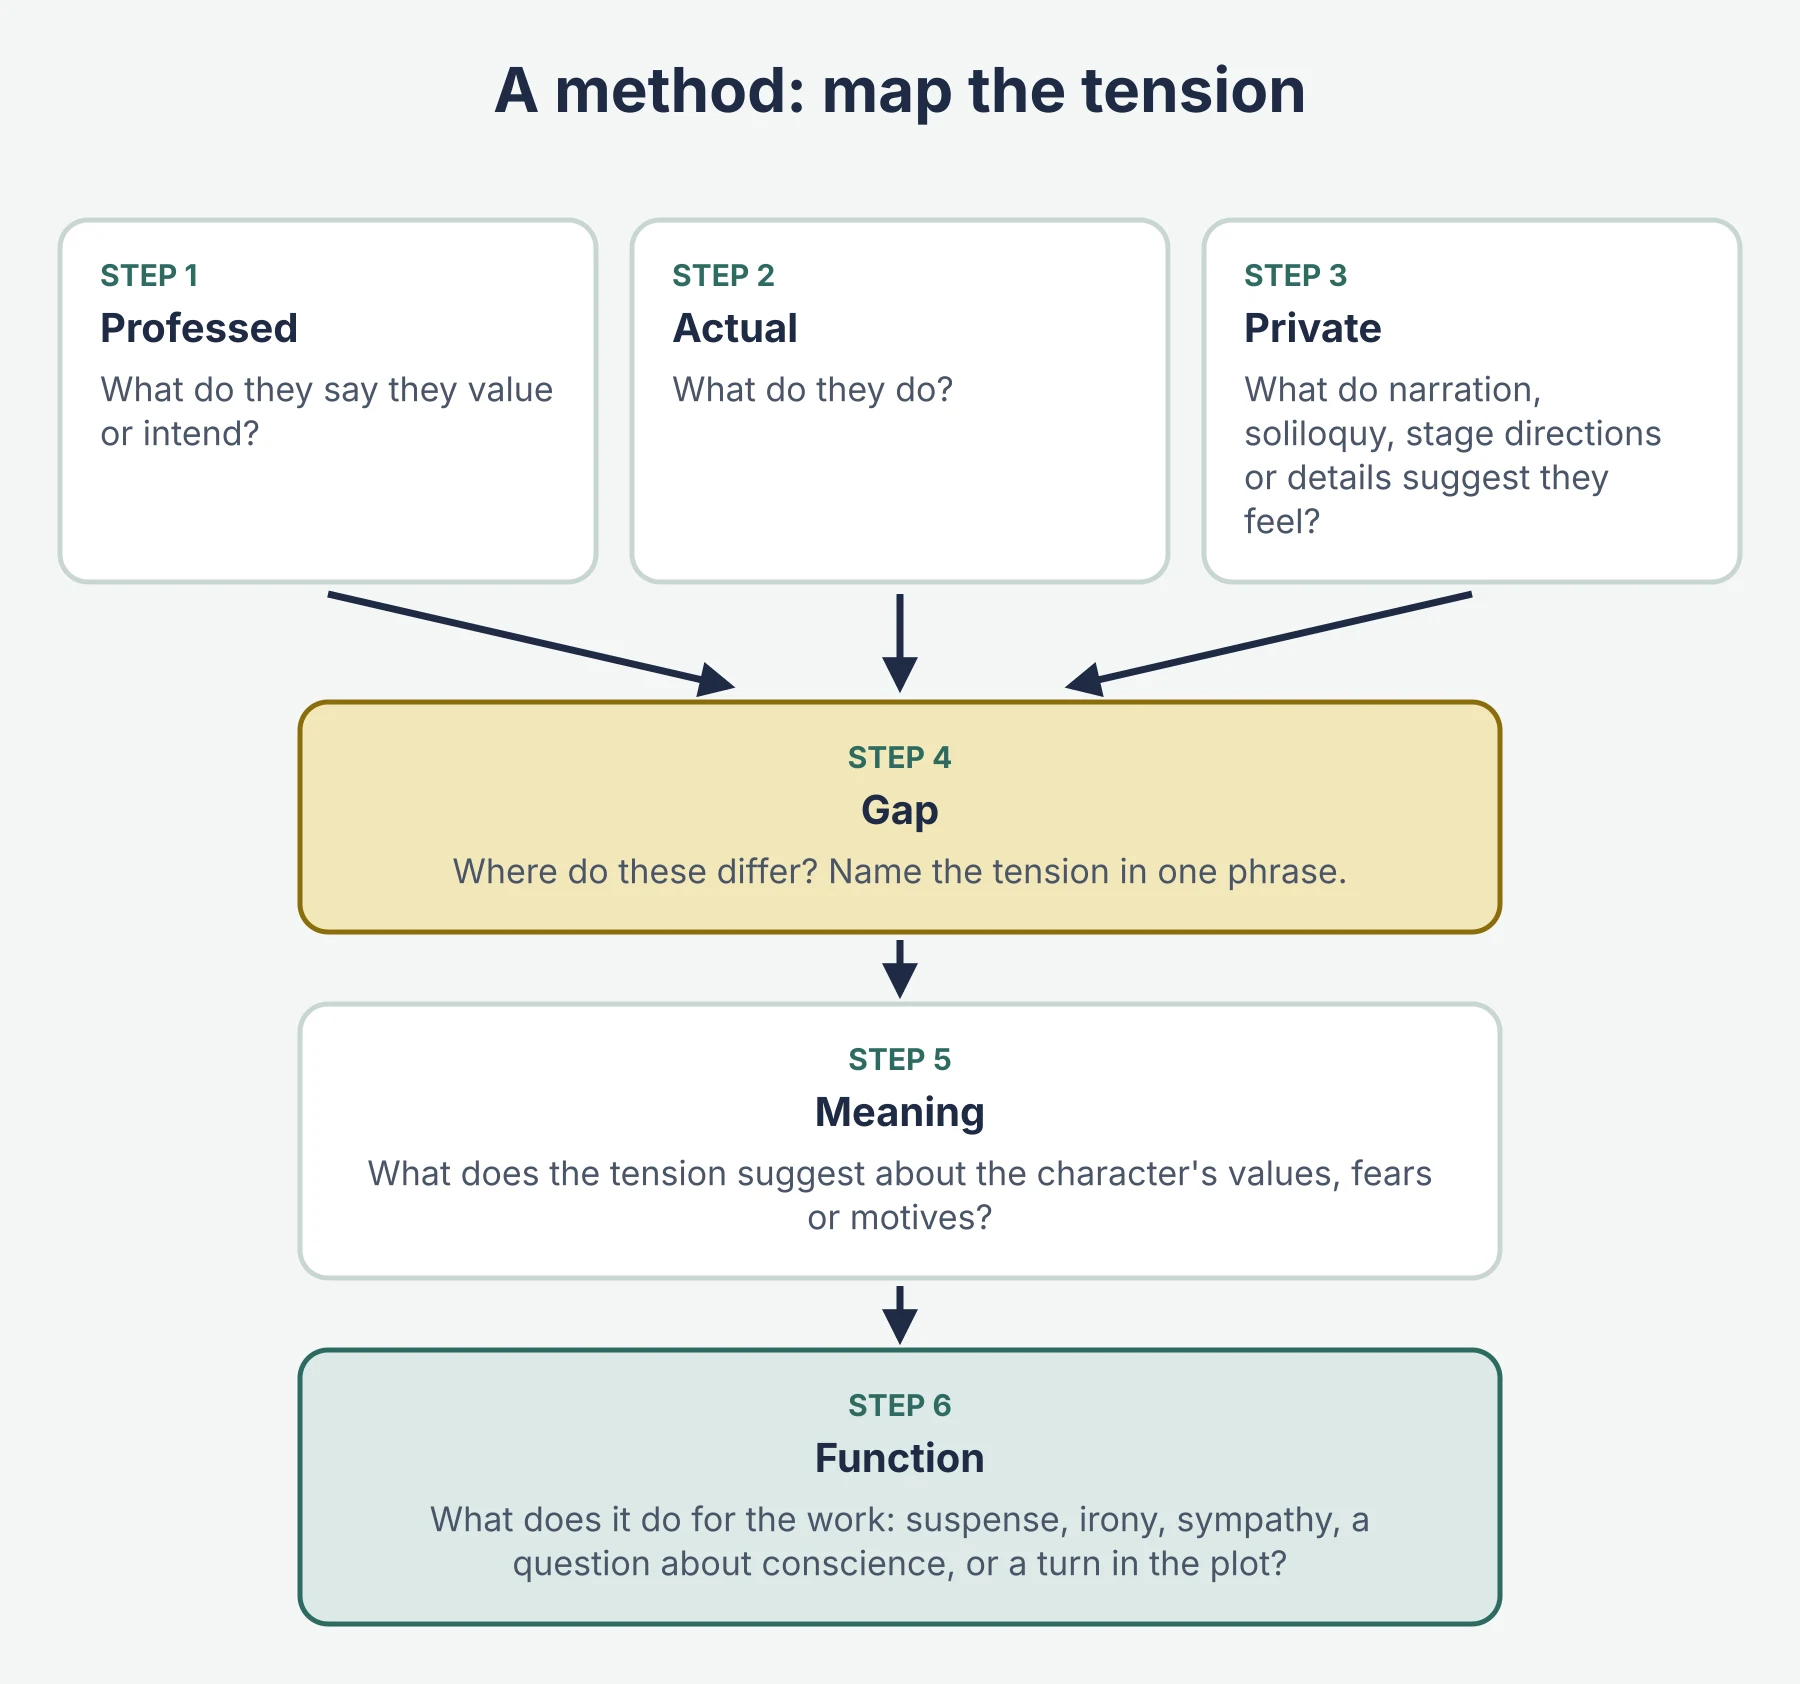 A method: map the tension
STEP 1
Professed
What do they say they value
or intend?
STEP 2
Actual
What do they do?
STEP 3
Private
What do narration,
soliloquy, stage directions
or details suggest they
feel?
STEP 4
Gap
Where do these differ? Name the tension in one phrase.
STEP 5
Meaning
What does the tension suggest about the character's values, fears
or motives?
STEP 6
Function
What does it do for the work: suspense, irony, sympathy, a
question about conscience, or a turn in the plot?